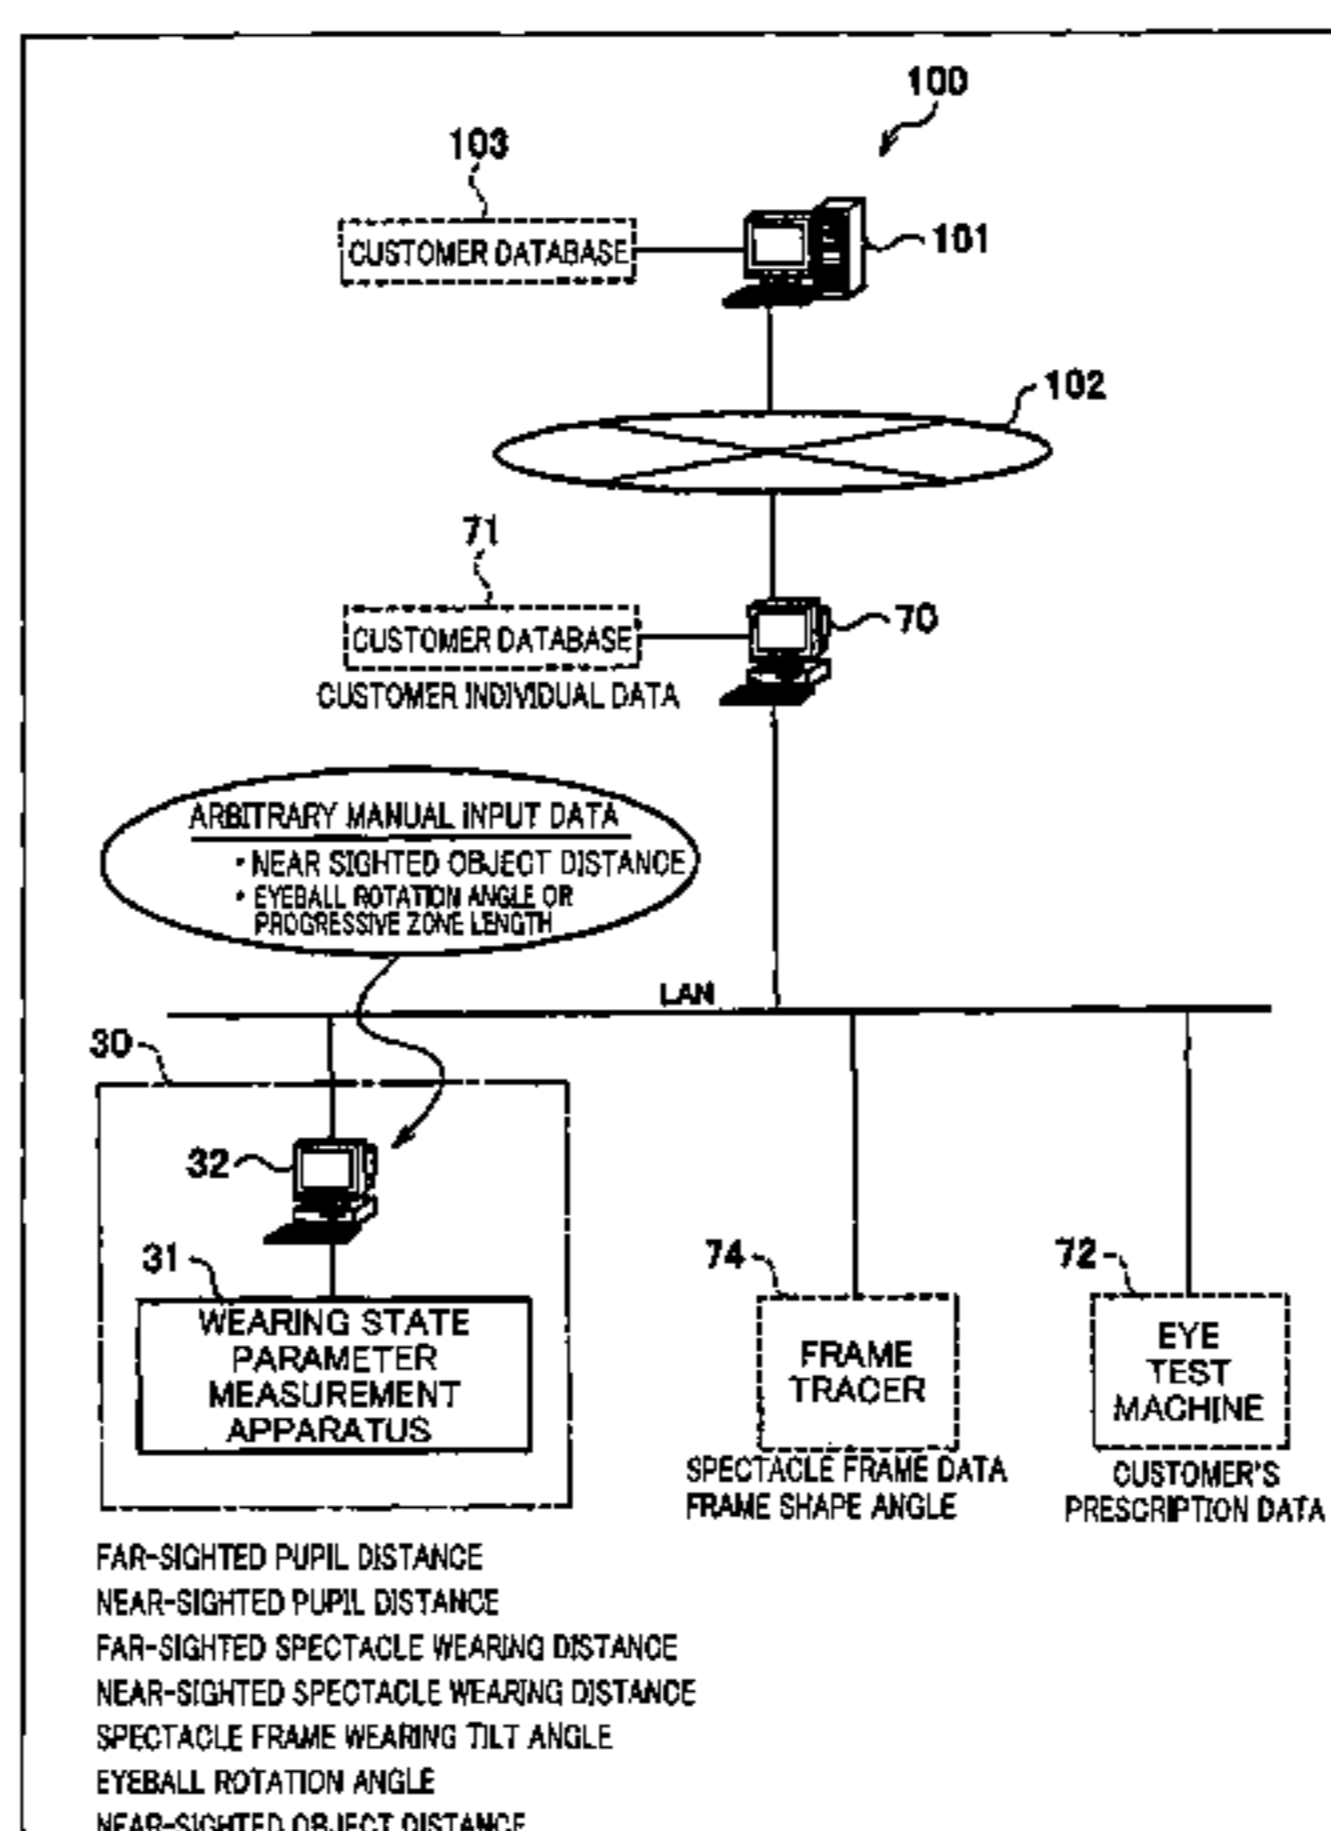 100
103
CUSTOMER DATABASE
101
102
71
CUSTOMER DATABASE
70
CUSTOMER INDIVIDUAL DATA
ARBITRARY MANUAL INPUT DATA
• NEAR SIGHTED OBJECT DISTANCE
• EYEBALL ROTATION ANGLE OR
PROGRESSIVE ZONE LENGTH
LAN
30
32
31
WEARING STATE
PARAMETER
MEASUREMENT
APPARATUS
74
FRAME
TRACER
SPECTACLE FRAME DATA
FRAME SHAPE ANGLE
72
EYE
TEST
MACHINE
CUSTOMER'S
PRESCRIPTION DATA
FAR-SIGHTED PUPIL DISTANCE
NEAR-SIGHTED PUPIL DISTANCE
FAR-SIGHTED SPECTACLE WEARING DISTANCE
NEAR-SIGHTED SPECTACLE WEARING DISTANCE
SPECTACLE FRAME WEARING TILT ANGLE
EYEBALL ROTATION ANGLE
NEAR-SIGHTED OBJECT DISTANCE